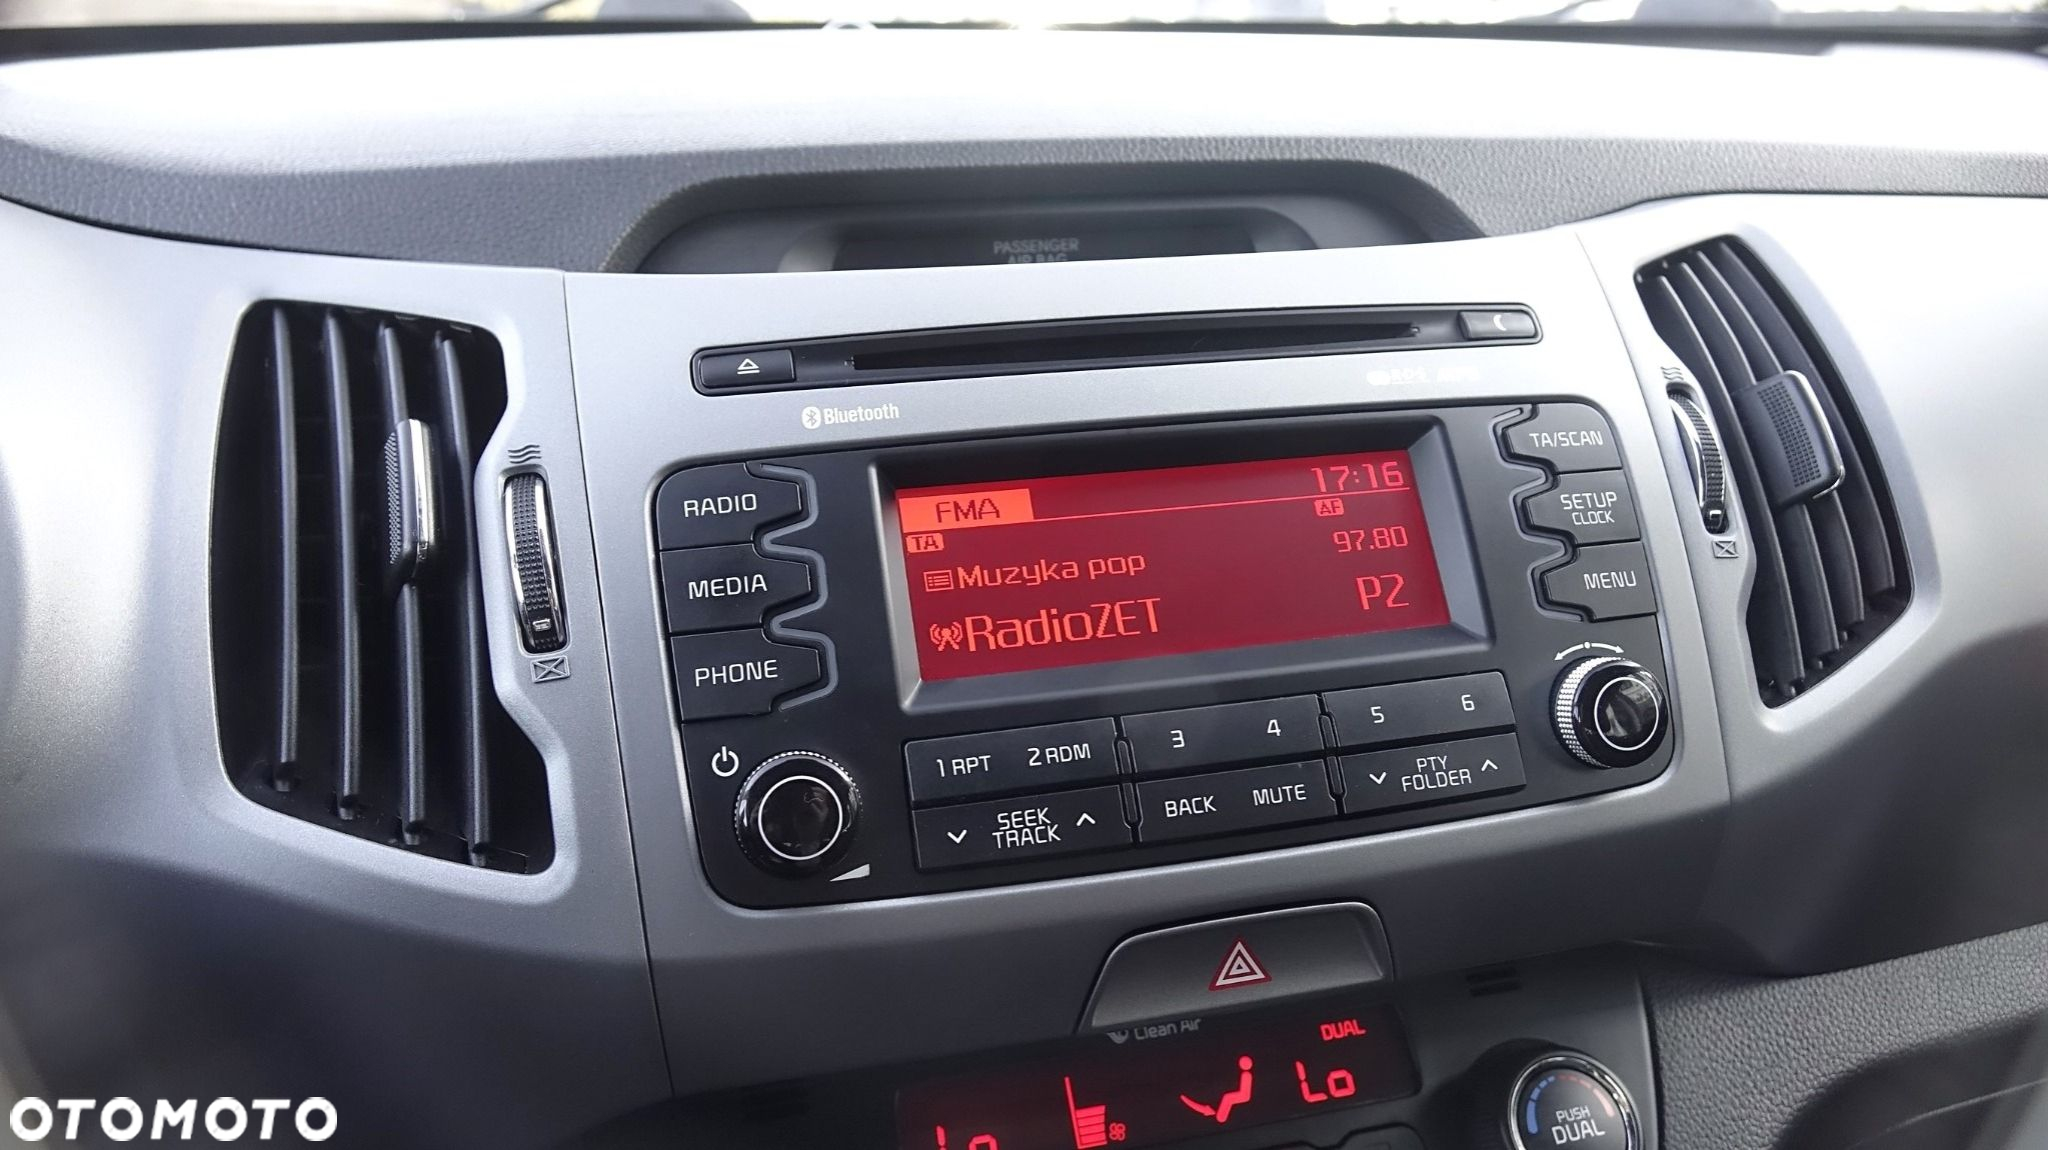 PASSENGER
AIR BAG
Bluetooth
RADIO
MEDIA
PHONE
FMA
17:16
AF
TA
97.80
Muzyka pop
RadioZET
P2
TA/SCAN
SETUP
CLOCK
MENU
1 RPT
2 RDM
3
4
5
6
SEEK
TRACK
BACK
MUTE
PTY
FOLDER
Clean Air
DUAL
Lo
Lo
PUSH
DUAL
OTOMOTO